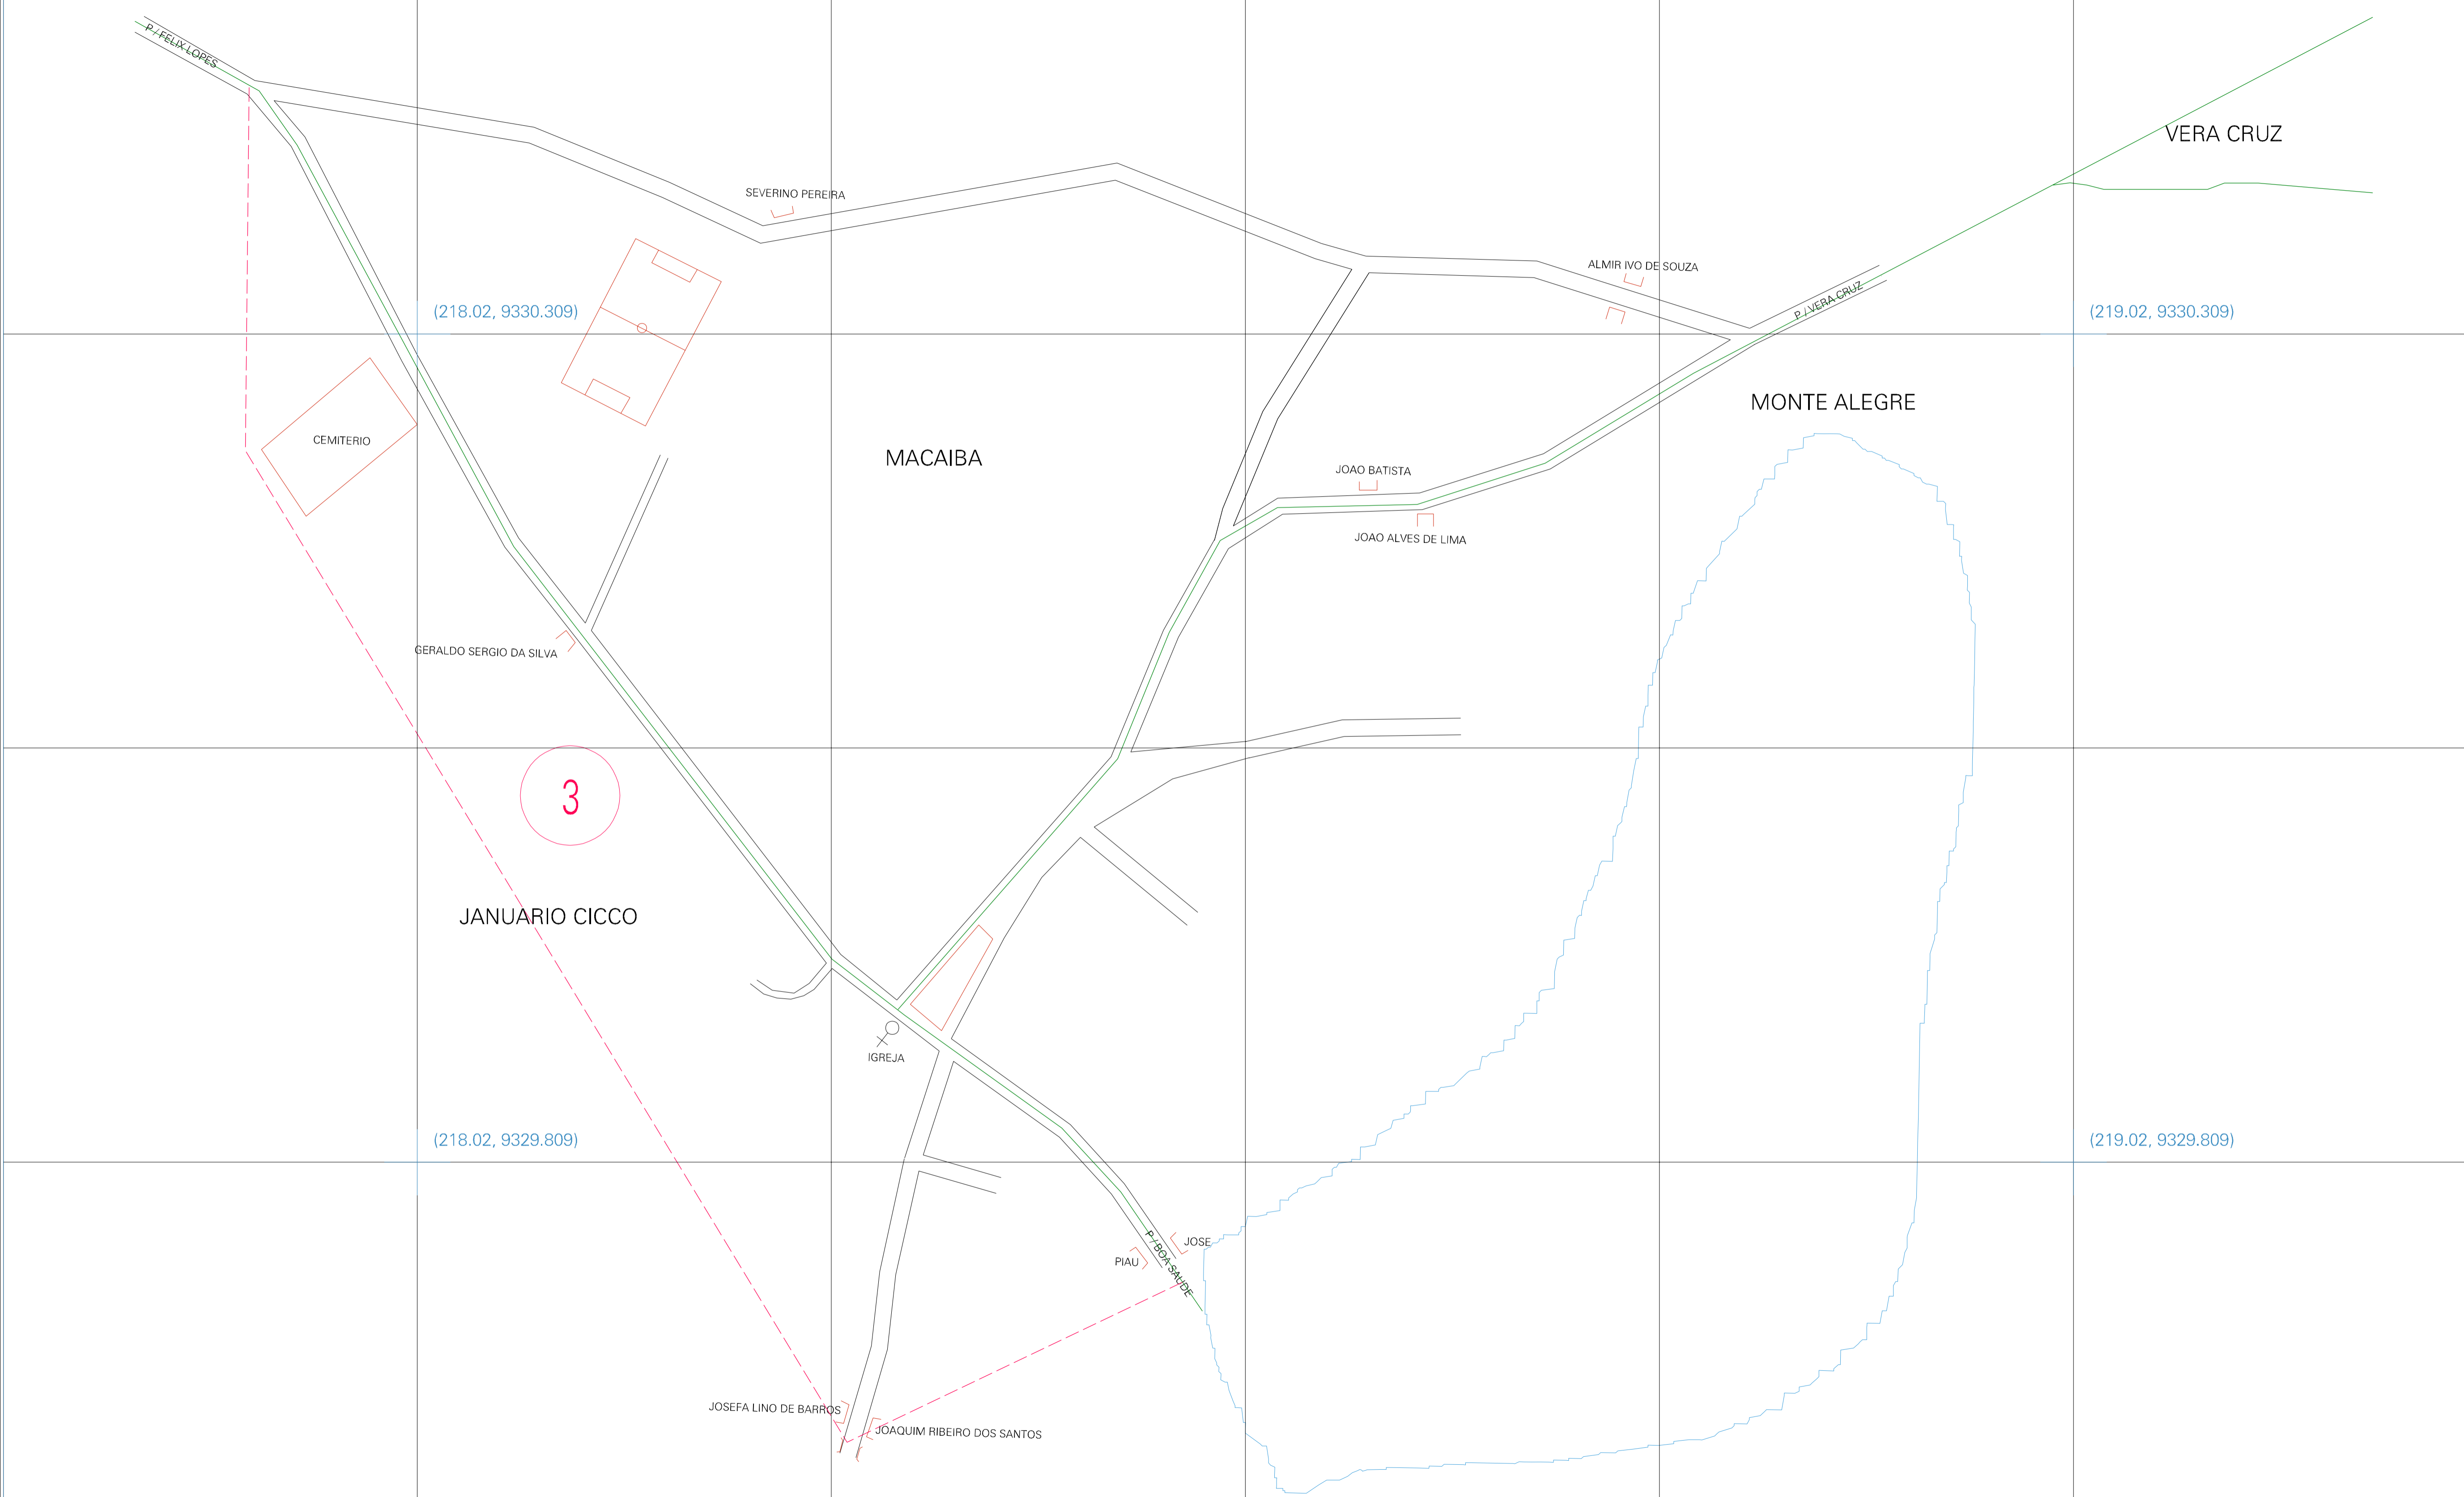 P / FELIX LOPES
VERA CRUZ
SEVERINO PEREIRA
ALMIR IVO DE SOUZA
P / VERA CRUZ
(218.02, 9330.309)
(219.02, 9330.309)
MONTE ALEGRE
CEMITERIO
MACAIBA
JOAO BATISTA
JOAO ALVES DE LIMA
GERALDO SERGIO DA SILVA
3
JANUARIO CICCO
IGREJA
(218.02, 9329.809)
(219.02, 9329.809)
JOSE
PIAU
P / BOA SAUDE
JOSEFA LINO DE BARROS
JOAQUIM RIBEIRO DOS SANTOS